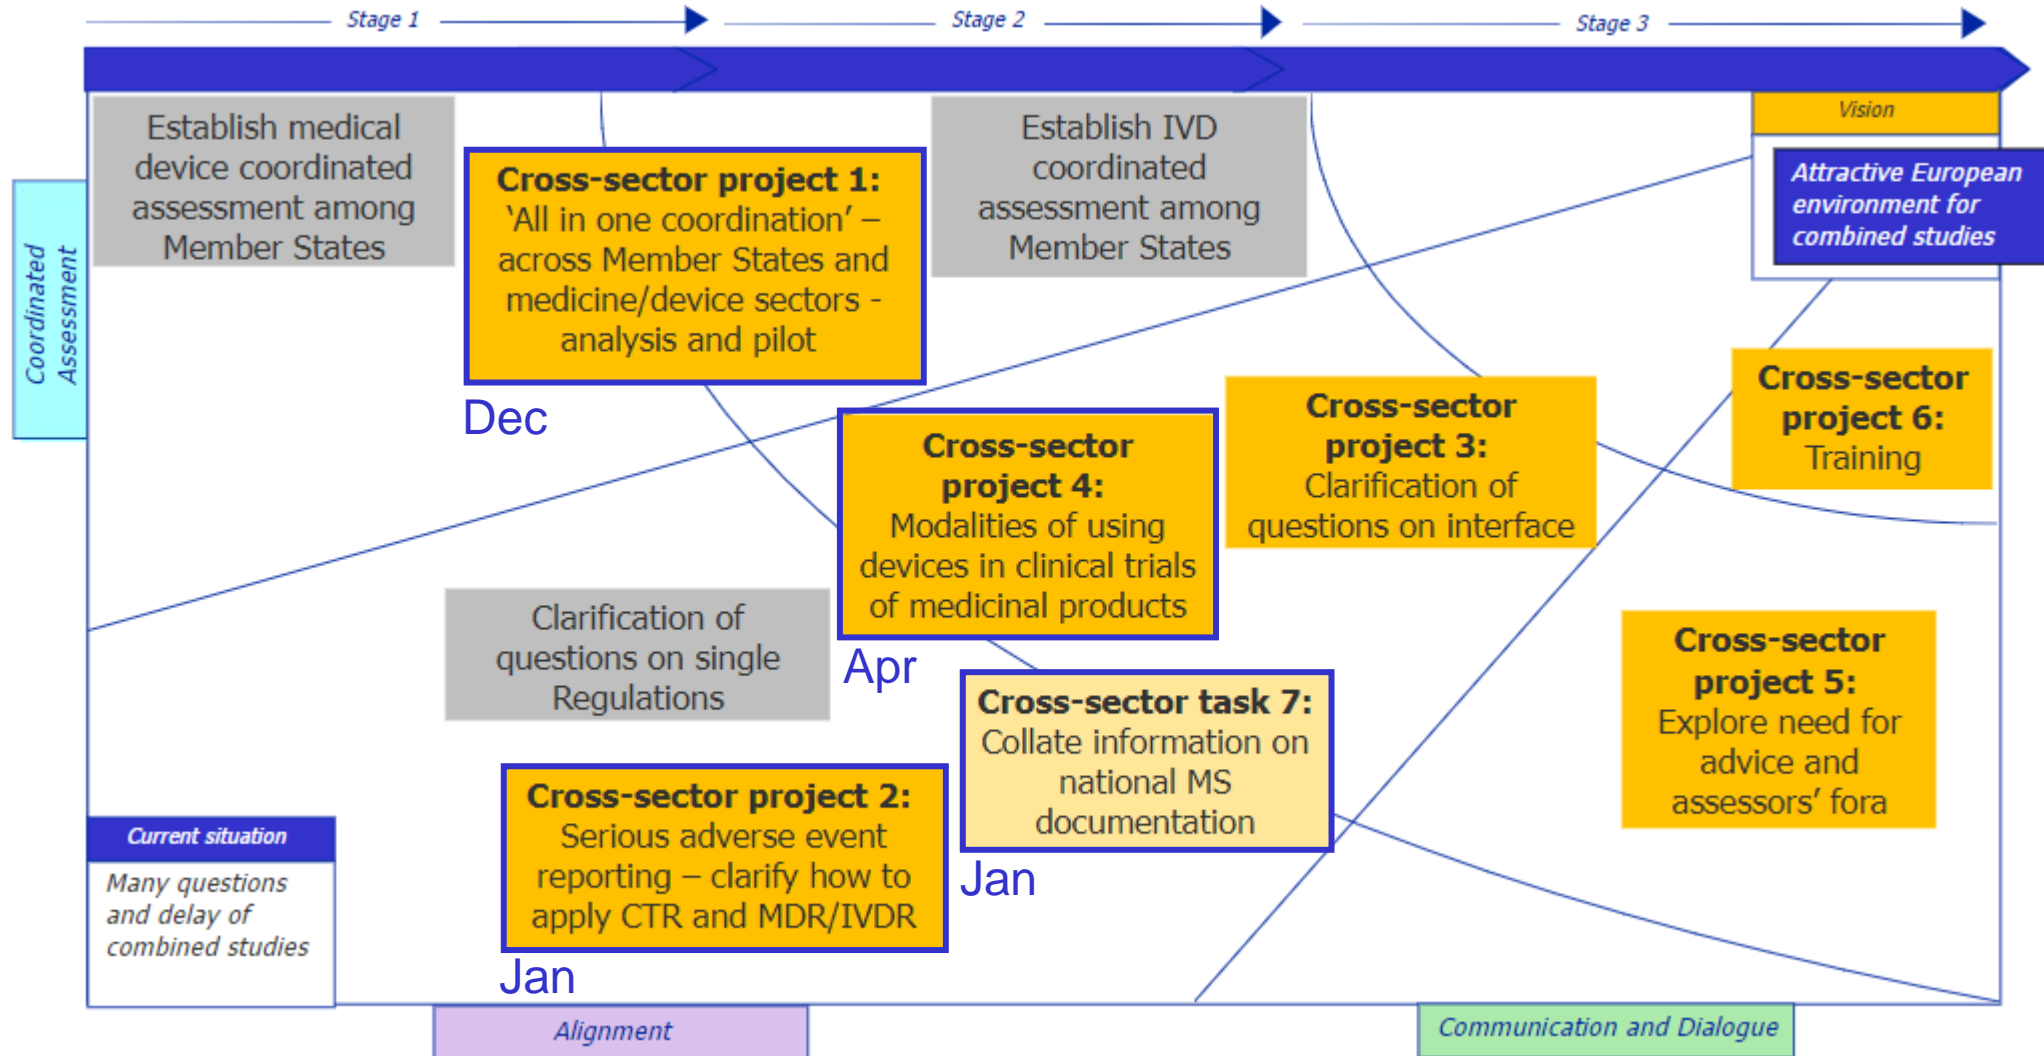 Stage 1
Stage 2
Stage 3
Establish medical
device coordinated
assessment among
Member States
Cross-sector project 1:
‘All in one coordination’ –
across Member States and
medicine/device sectors -
analysis and pilot
Dec
Establish IVD
coordinated
assessment among
Member States
Vision
Attractive European
environment for
combined studies
Coordinated
Assessment
Cross-sector
project 4:
Modalities of using
devices in clinical trials
of medicinal products
Apr
Cross-sector
project 3:
Clarification of
questions on interface
Cross-sector
project 6:
Training
Clarification of
questions on single
Regulations
Cross-sector task 7:
Collate information on
national MS
documentation
Jan
Cross-sector
project 5:
Explore need for
advice and
assessors’ fora
Cross-sector project 2:
Serious adverse event
reporting – clarify how to
apply CTR and MDR/IVDR
Jan
Current situation
Many questions
and delay of
combined studies
Alignment
Communication and Dialogue